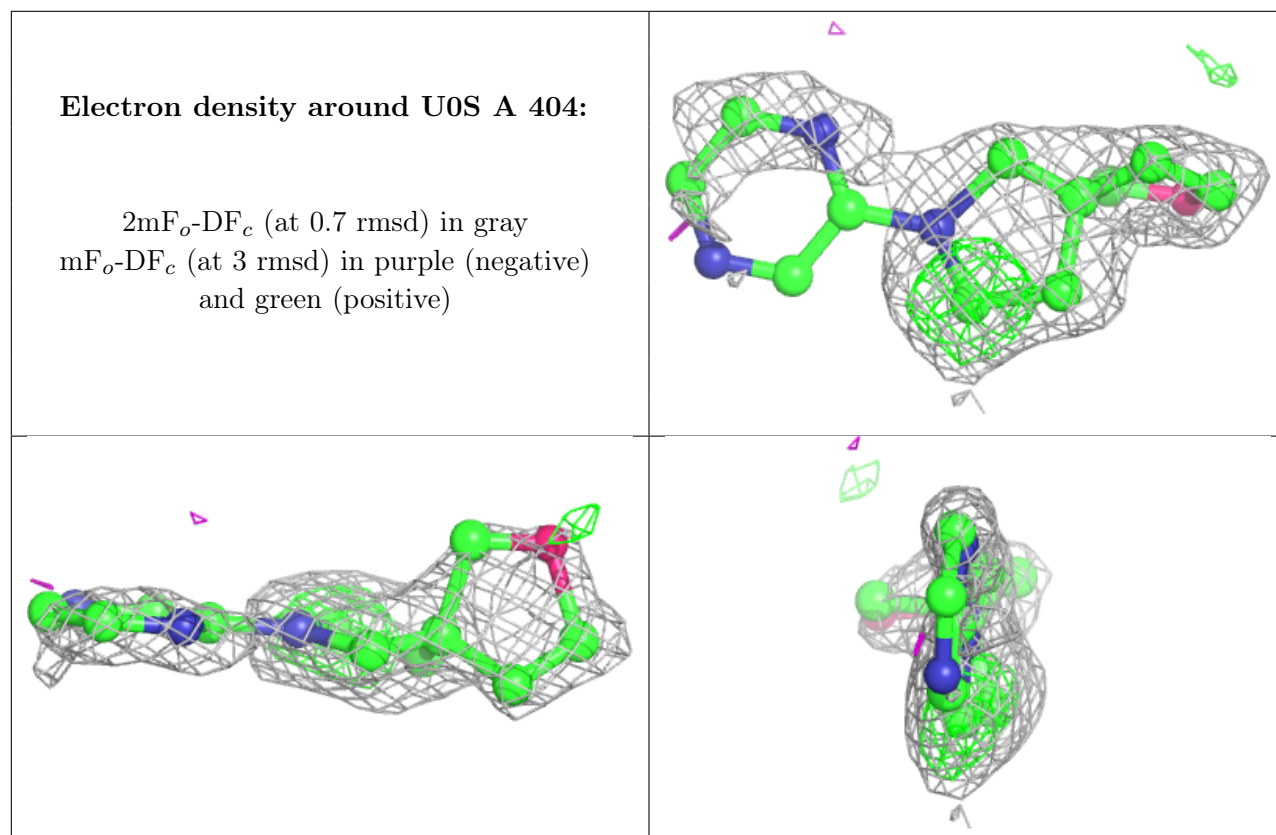 Electron density around U0S A 404:
2mFo-DFc (at 0.7 rmsd) in gray
mFo-DFc (at 3 rmsd) in purple (negative)
and green (positive)